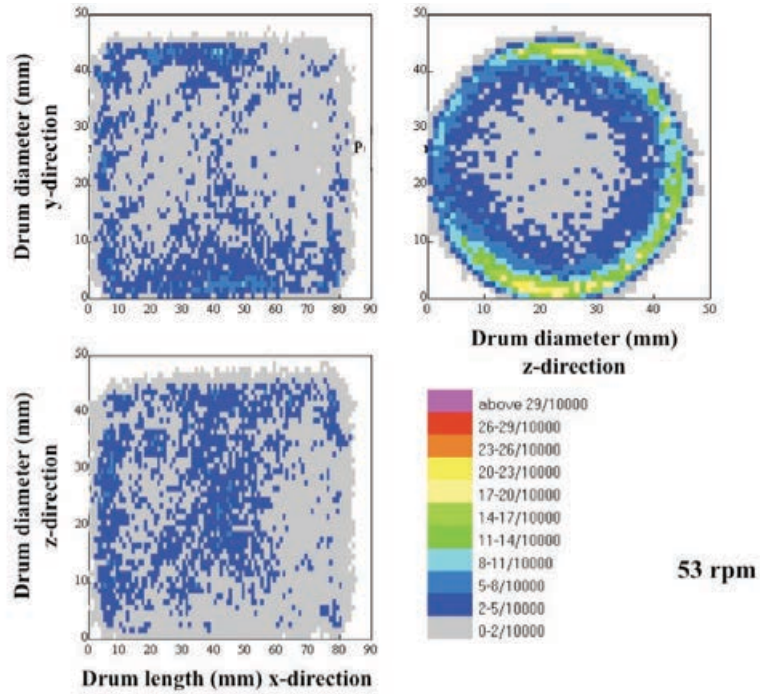 50
40
30
20
10
0
0 10 20 30 40 50 60 70 80 90
Drum diameter (mm)
y-direction
P
50
40
30
20
10
0
10 20 30 40 50
Drum diameter (mm)
z-direction
50
40
30
20
10
0
0 10 20 30 40 50 60 70 80 90
Drum diameter (mm)
z-direction
Drum length (mm) x-direction
above 29/10000
26-29/10000
23-26/10000
20-23/10000
17-20/10000
14-17/10000
11-14/10000
8-11/10000
5-8/10000
2-5/10000
0-2/10000
53 rpm